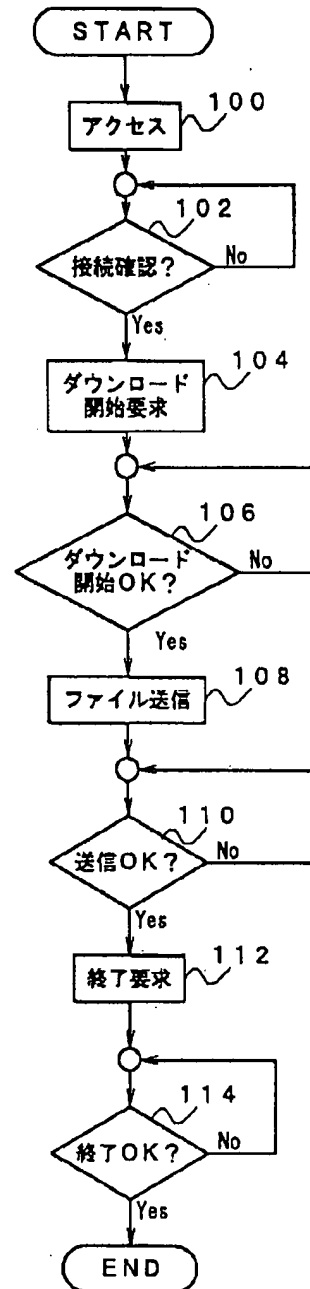 START
100
アクセス
102
接続確認?
No
Yes
104
ダウンロード
開始要求
106
ダウンロード
開始OK?
No
Yes
108
ファイル送信
110
送信OK?
No
Yes
112
終了要求
114
終了OK?
No
Yes
END